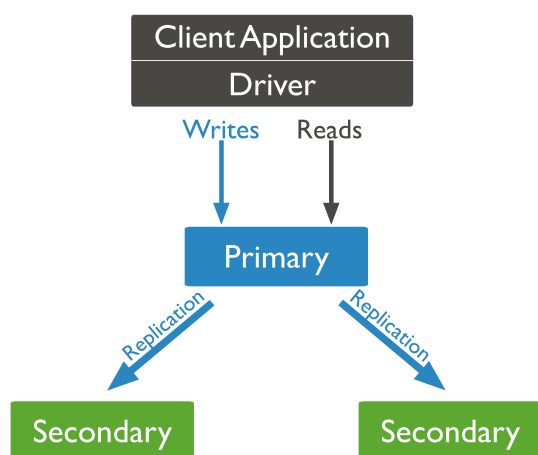 Client Application
Driver
Writes
Reads
Primary
Replication
Replication
Secondary
Secondary